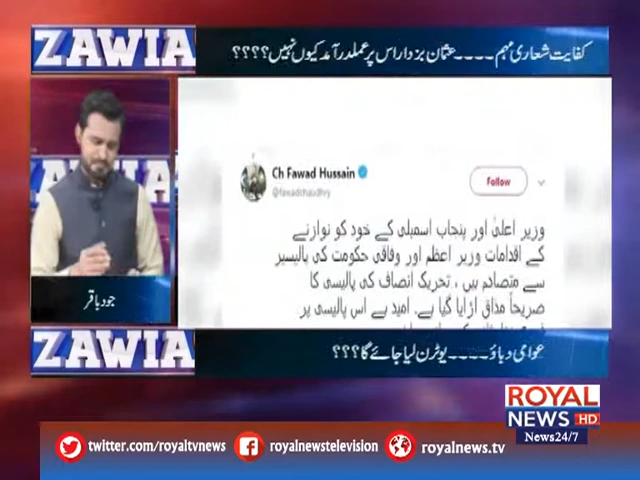 ZAWIA
کفایت شعاری مہم ۔۔۔۔ عثمان بزدار اس پر عملدرآمد کیوں نہیں ؟؟؟؟
ZAWIA
Ch Fawad Hussain
@fawadchaudhry
Follow
وزیر اعلیٰ اور پنجاب اسمبلی کے خود کو نوازنے
کے اقدامات وزیر اعظم اور وفاقی حکومت کی پالیسیز
سے متصادم ہیں ، تحریک انصاف کی پالیسی کا
صریحاً مذاق اڑایا گیا ہے۔ امید ہے اس پالیسی پر
جود باقر
ZAWIA
عوامی دباؤ ۔۔۔۔ یوٹرن لیا جائے گا ؟؟؟
ROYAL
NEWS HD
News24/7
twitter.com/royaltvnews
royalnewstelevision
royalnews.tv